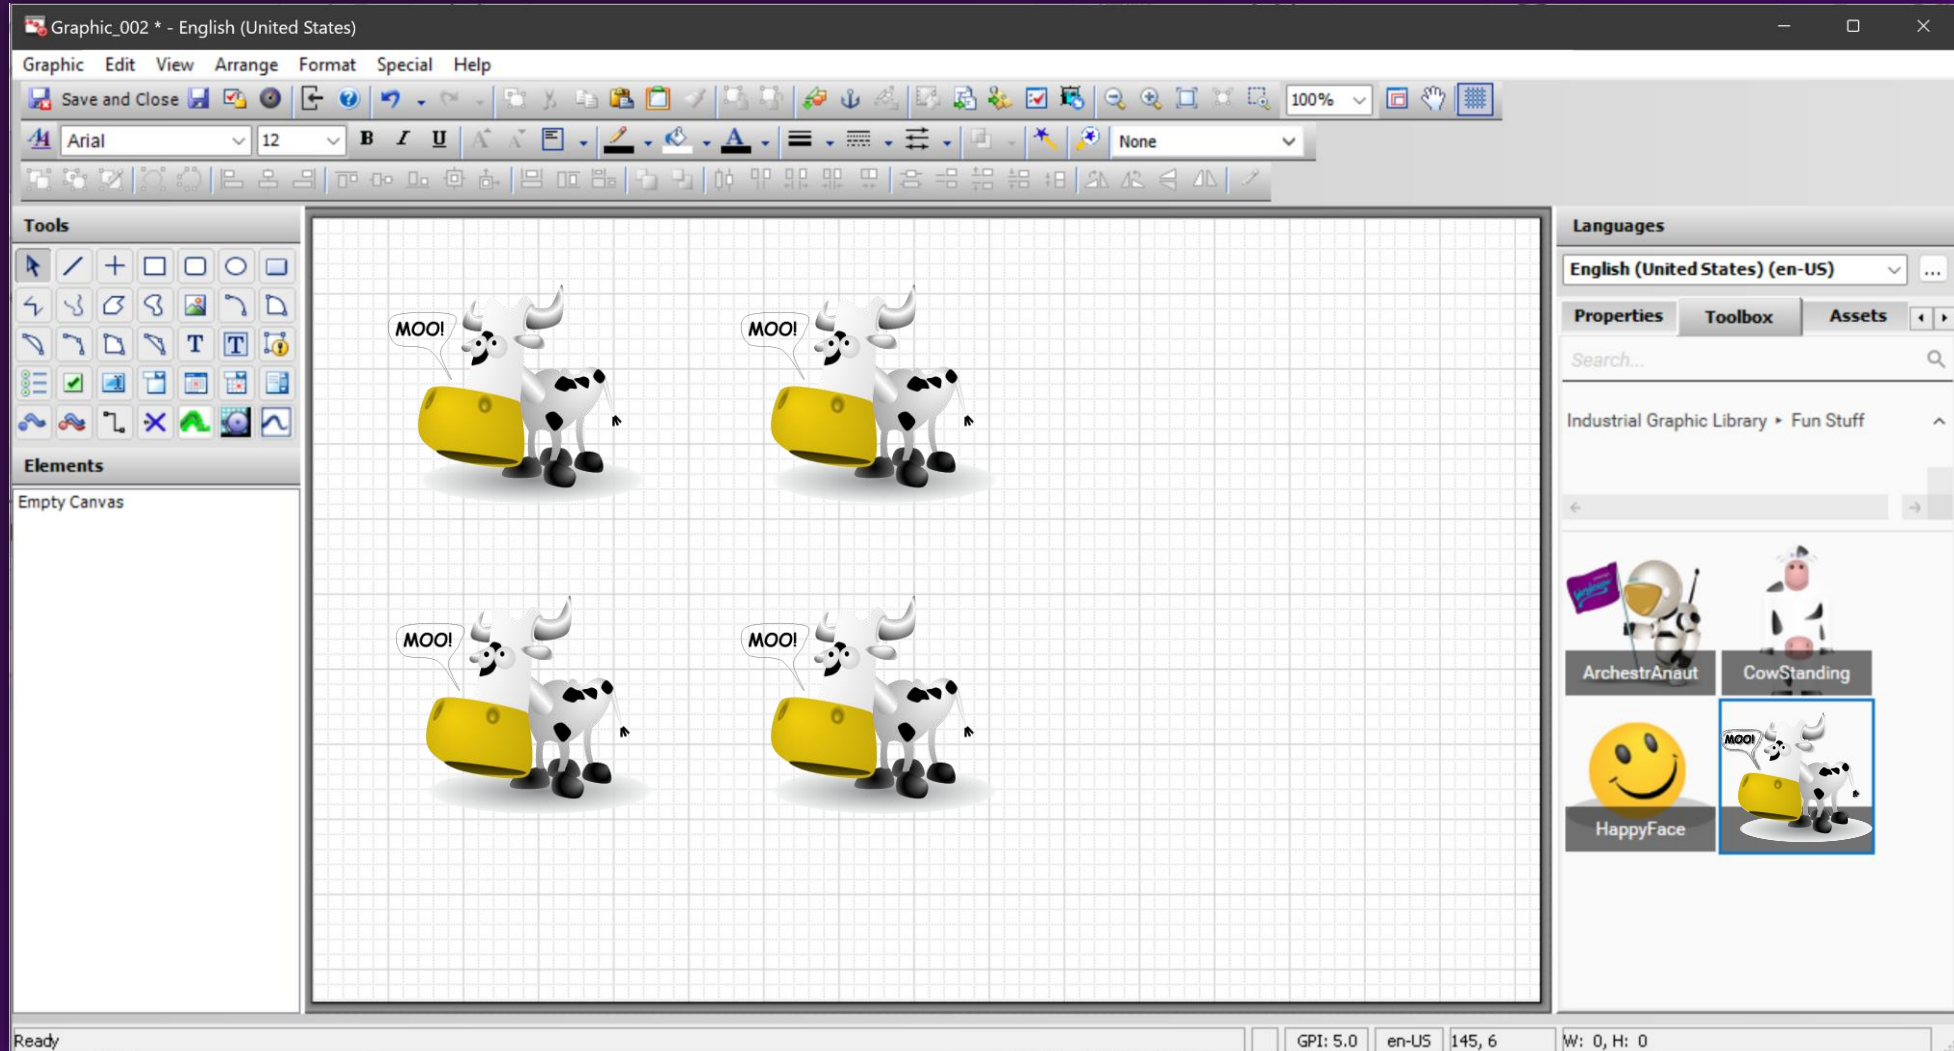 Graphic_002 * - English (United States)
Graphic Edit View Arrange Format Special Help
Save and Close 100%
Arial 12 B I U A A A None
Tools
T T
Elements
Empty Canvas
MOO! MOO!
MOO! MOO!
Languages
English (United States) (en-US) ...
Properties Toolbox Assets
Search...
Industrial Graphic Library ▸ Fun Stuff
ArchestrAnaut CowStanding
MOO!
HappyFace
Ready GPI: 5.0 en-US 145, 6 W: 0, H: 0